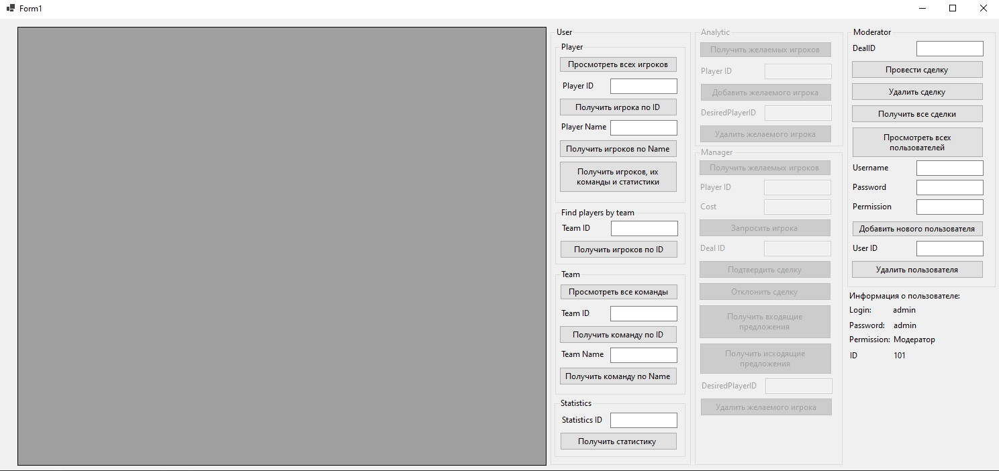 Form1
User
Player
Просмотреть всех игроков
Player ID
Получить игрока по ID
Player Name
Получить игроков по Name
Получить игроков, их
команды и статистики
Find players by team
Team ID
Получить игроков по ID
Team
Просмотреть все команды
Team ID
Получить команду по ID
Team Name
Получить команду по Name
Statistics
Statistics ID
Получить статистику
Analytic
Получить желаемых игроков
Player ID
Добавить желаемого игрока
DesiredPlayerID
Удалить желаемого игрока
Manager
Получить желаемых игроков
Player ID
Cost
Запросить игрока
Deal ID
Подтвердить сделку
Отклонить сделку
Получить входящие
предложения
Получить исходящие
предложения
DesiredPlayerID
Удалить желаемого игрока
Moderator
DealID
Провести сделку
Удалить сделку
Получить все сделки
Просмотреть всех
пользователей
Username
Password
Permission
Добавить нового пользователя
User ID
Удалить пользователя
Информация о пользователе:
Login: admin
Password: admin
Permission: Модератор
ID 101